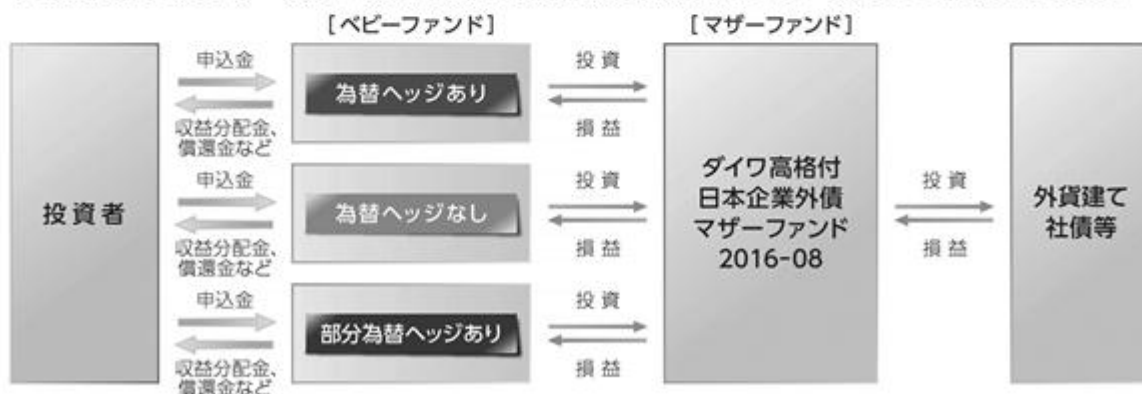 [ベビーファンド]
[マザーファンド]
投資者
申込金
収益分配金、
償還金など
申込金
収益分配金、
償還金など
申込金
収益分配金、
償還金など
為替ヘッジあり
為替ヘッジなし
部分為替ヘッジあり
投資
損益
投資
損益
投資
損益
ダイワ高格付
日本企業外債
マザーファンド
2016-08
投資
損益
外貨建て
社債等